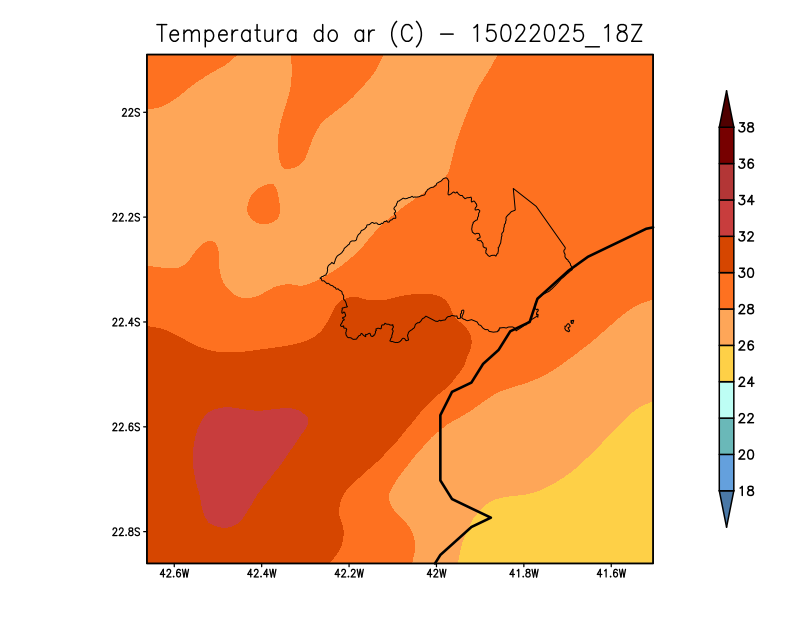 Temperatura do ar (C) - 15022025_18Z
22S
22.2S
22.4S
22.6S
22.8S
42.6W
42.4W
42.2W
42W
41.8W
41.6W
38
36
34
32
30
28
26
24
22
20
18